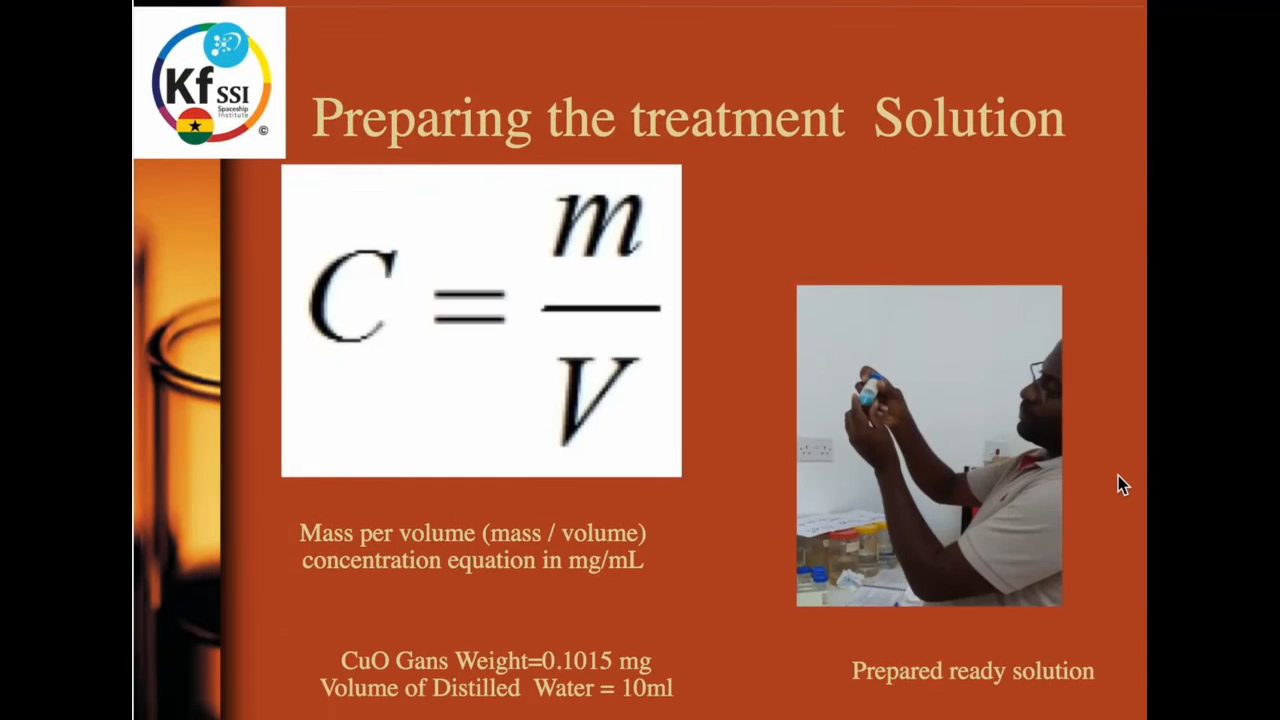 Kf SSI
Spaceship
Institute
©
Preparing the treatment Solution
C = m
V
Mass per volume (mass / volume)
concentration equation in mg/mL
CuO Gans Weight=0.1015 mg
Volume of Distilled Water = 10ml
Prepared ready solution